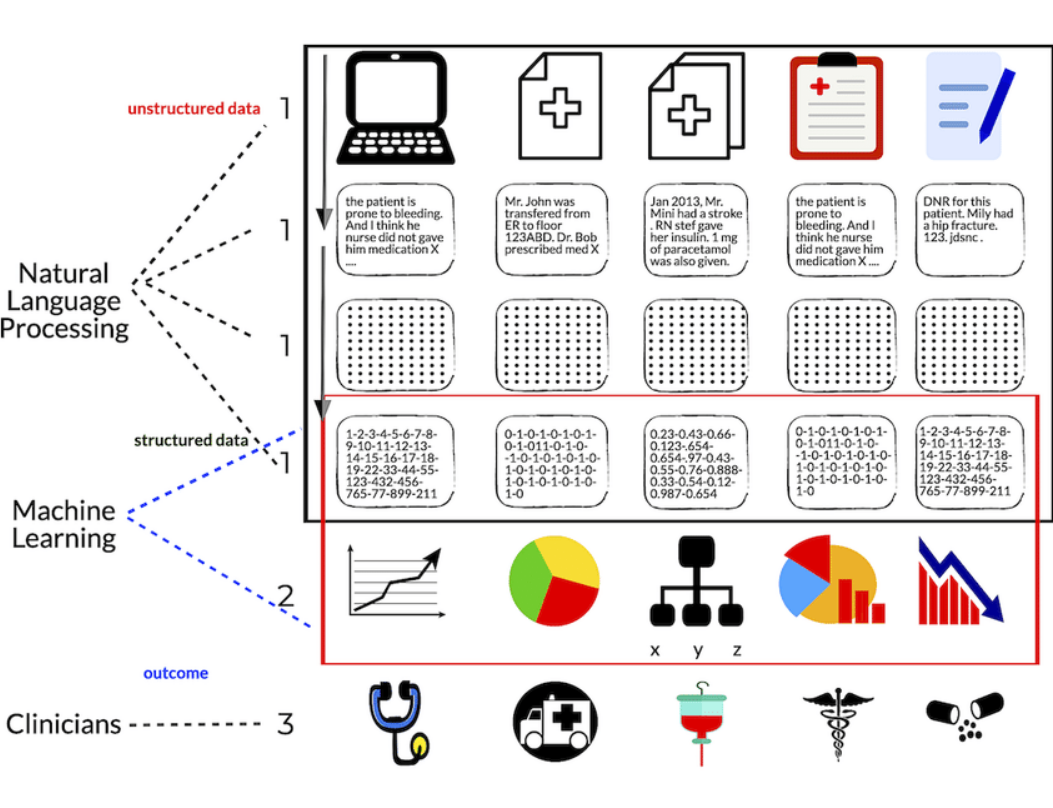 unstructured data
1
the patient is
prone to bleeding.
And I think he
nurse did not gave
him medication X
....
Mr. John was
transfered from
ER to floor
123ABD. Dr. Bob
prescribed med X
Jan 2013, Mr.
Mini had a stroke
. RN stef gave
her insulin. 1 mg
of paracetamol
was also given.
the patient is
prone to
bleeding. And I
think he nurse
did not gave him
medication X ....
DNR for this
patient. Mily had
a hip fracture.
123. jdsnc .
1
Natural
Language
Processing
1
structured data
1
1-2-3-4-5-6-7-8-
9-10-11-12-13-
14-15-16-17-18-
19-22-33-44-55-
123-432-456-
765-77-899-211
0-1-0-1-0-1-0-1-
0-1-011-0-1-0-
-1-0-1-0-1-0-1-0-
1-0-1-0-1-0-1-0-
1-0-1-0-1-0-1-0-
1-0
0.23-0.43-0.66-
0.123-.654-
0.654-.97-0.43-
0.55-0.76-0.888-
0.33-0.54-0.12-
0.987-0.654
0-1-0-1-0-1-0-1-
0-1-011-0-1-0-
-1-0-1-0-1-0-1-0-
1-0-1-0-1-0-1-0-
1-0-1-0-1-0-1-0-
1-0
1-2-3-4-5-6-7-8-
9-10-11-12-13-
14-15-16-17-18-
19-22-33-44-55-
123-432-456-
765-77-899-211
Machine
Learning
2
x y z
outcome
Clinicians
3